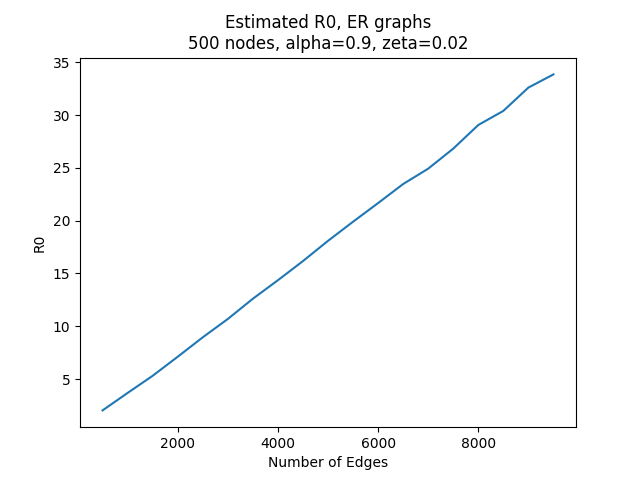 Estimated R0, ER graphs
500 nodes, alpha=0.9, zeta=0.02
35
30
25
20
15
10
5
R0
2000 4000 6000 8000
Number of Edges